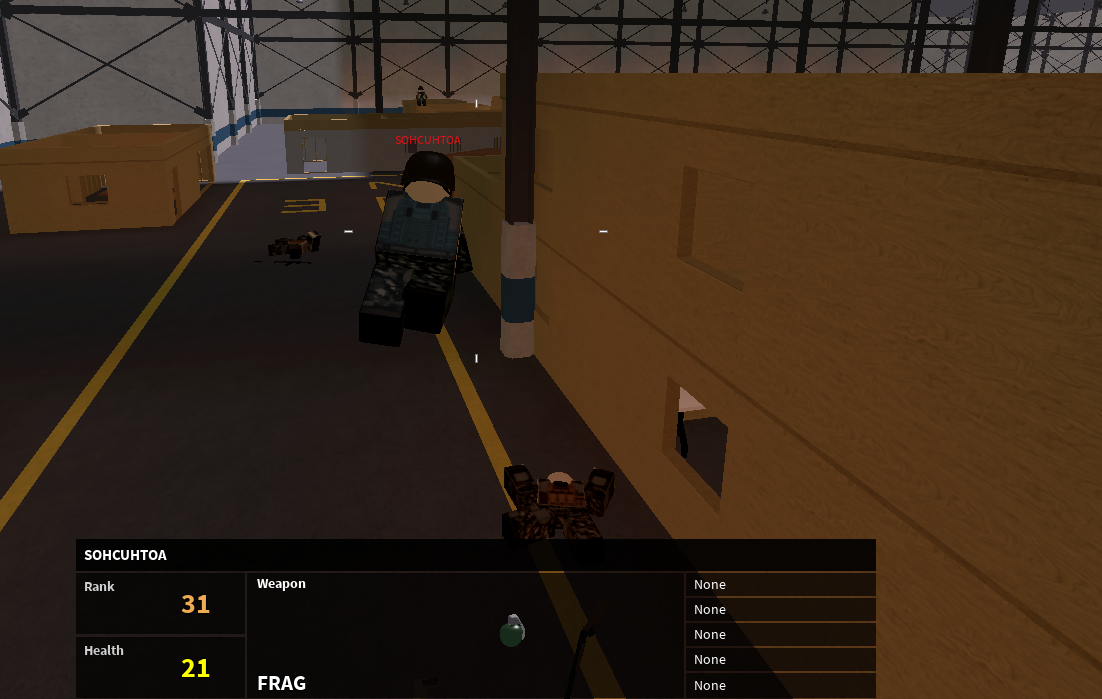 SOHCUHTOA
SOHCUHTOA
Rank
31
Health
21
Weapon
FRAG
None
None
None
None
None